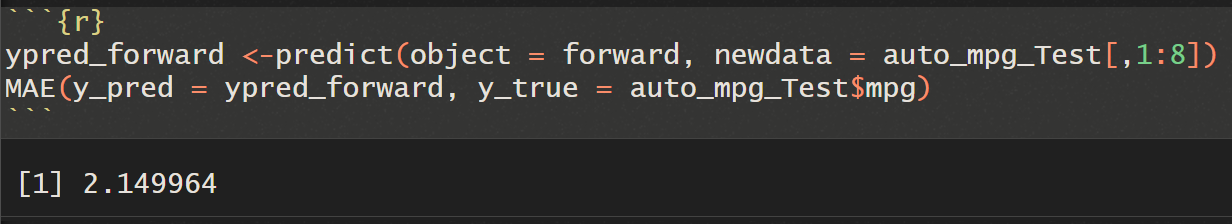 ```{r}
ypred_forward <-predict(object = forward, newdata = auto_mpg_Test[,1:8])
MAE(y_pred = ypred_forward, y_true = auto_mpg_Test$mpg)
```
[1] 2.149964